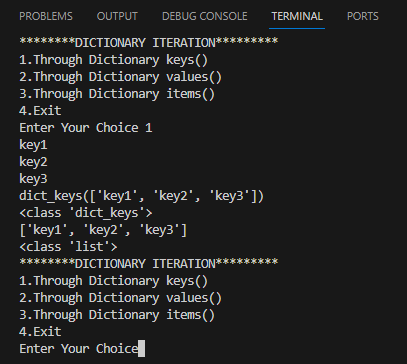 PROBLEMS OUTPUT DEBUG CONSOLE TERMINAL PORTS
********DICTIONARY ITERATION*********
1.Through Dictionary keys()
2.Through Dictionary values()
3.Through Dictionary items()
4.Exit
Enter Your Choice 1
key1
key2
key3
dict_keys(['key1', 'key2', 'key3'])
<class 'dict_keys'>
['key1', 'key2', 'key3']
<class 'list'>
********DICTIONARY ITERATION*********
1.Through Dictionary keys()
2.Through Dictionary values()
3.Through Dictionary items()
4.Exit
Enter Your Choice